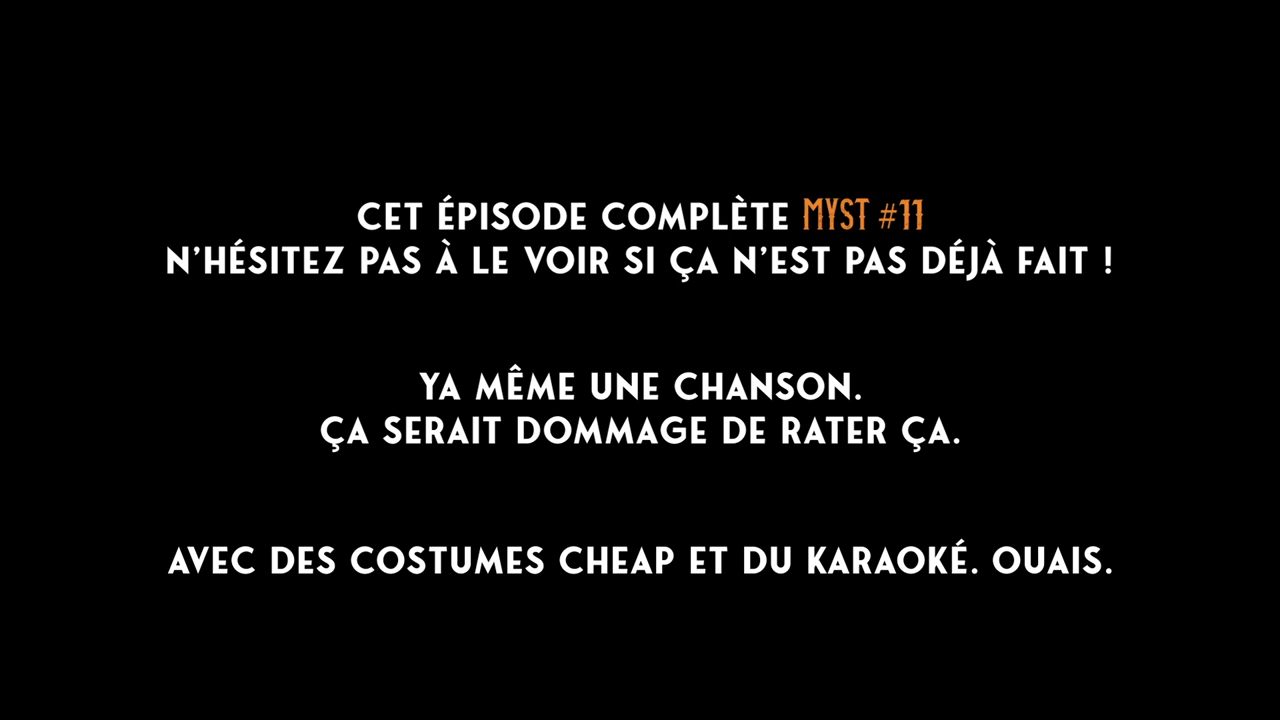 CET ÉPISODE COMPLÈTE MYST #11
N'HÉSITEZ PAS À LE VOIR SI ÇA N'EST PAS DÉJÀ FAIT !
YA MÊME UNE CHANSON.
ÇA SERAIT DOMMAGE DE RATER ÇA.
AVEC DES COSTUMES CHEAP ET DU KARAOKÉ. OUAIS.